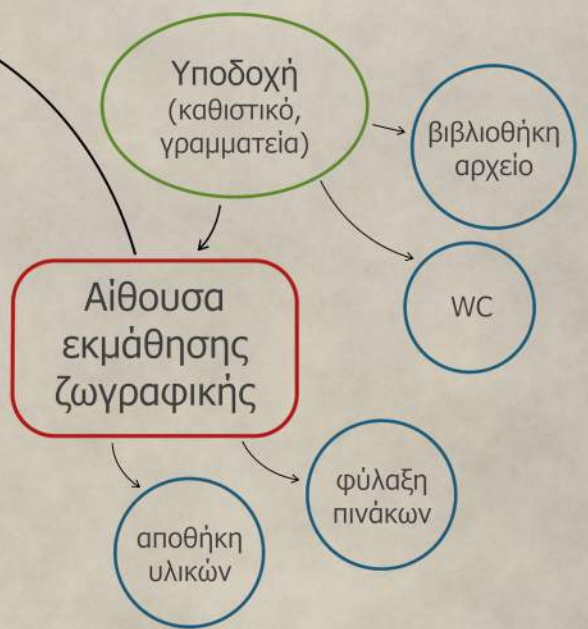 Υποδοχή
(καθιστικό,
γραμματεία)
βιβλιοθήκη
αρχείο
WC
Αίθουσα
εκμάθησης
ζωγραφικής
φύλαξη
πινάκων
αποθήκη
υλικών